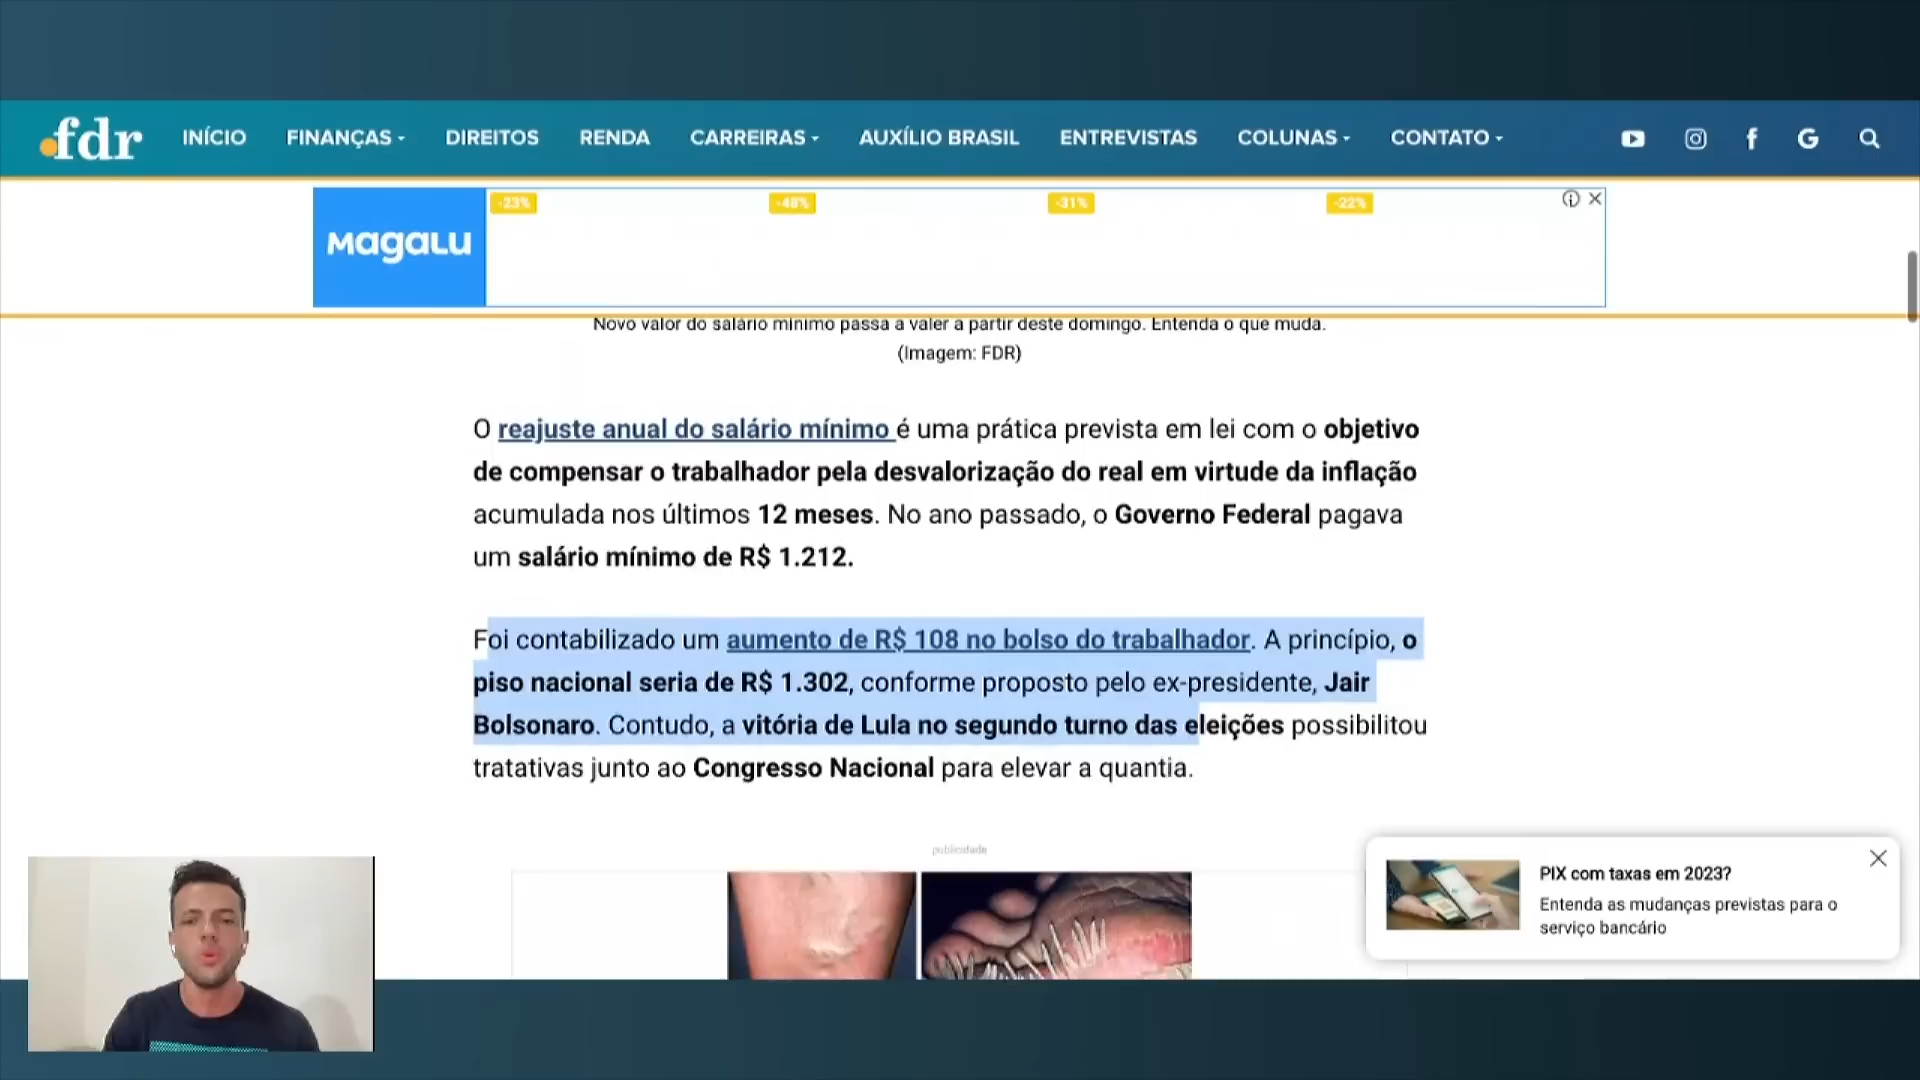 fdr
INÍCIO FINANÇAS DIREITOS RENDA CARREIRAS AUXÍLIO BRASIL ENTREVISTAS COLUNAS CONTATO
-23% -48% -31% -22%
MagaLu
Novo valor do salário mínimo passa a valer a partir deste domingo. Entenda o que muda.
(Imagem: FDR)
O reajuste anual do salário mínimo é uma prática prevista em lei com o objetivo
de compensar o trabalhador pela desvalorização do real em virtude da inflação
acumulada nos últimos 12 meses. No ano passado, o Governo Federal pagava
um salário mínimo de R$ 1.212.
Foi contabilizado um aumento de R$ 108 no bolso do trabalhador. A princípio, o
piso nacional seria de R$ 1.302, conforme proposto pelo ex-presidente, Jair
Bolsonaro. Contudo, a vitória de Lula no segundo turno das eleições possibilitou
tratativas junto ao Congresso Nacional para elevar a quantia.
publicidade
PIX com taxas em 2023?
Entenda as mudanças previstas para o
serviço bancário